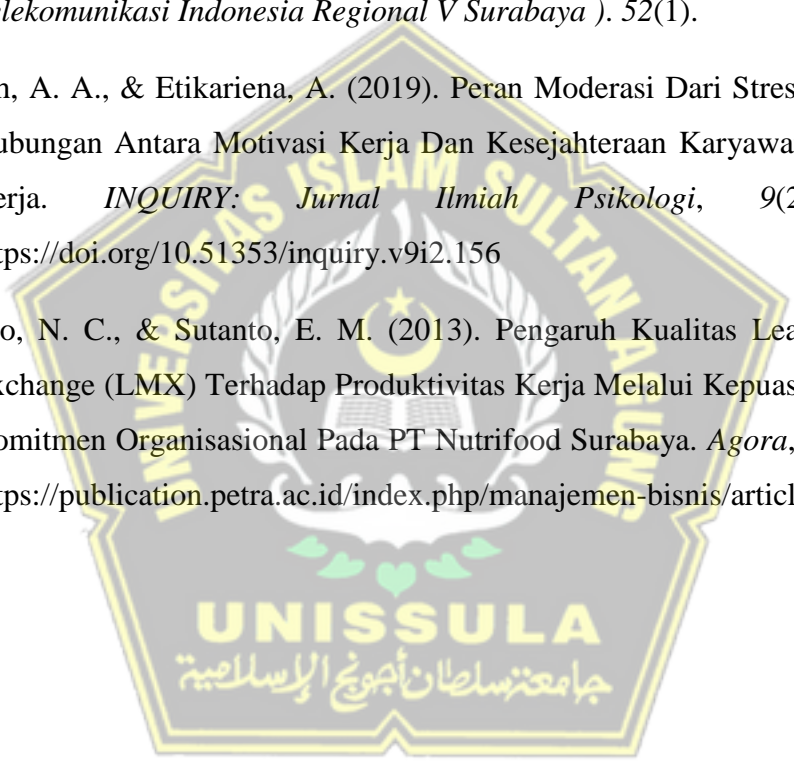 elekomunikasi Indonesia Regional V Surabaya ). 52(1).
n, A. A., & Etikariena, A. (2019). Peran Moderasi Dari Stres
ubungan Antara Motivasi Kerja Dan Kesejahteraan Karyawa
erja. INQUIRY: Jurnal Ilmiah Psikologi, 9(2
tps://doi.org/10.51353/inquiry.v9i2.156
o, N. C., & Sutanto, E. M. (2013). Pengaruh Kualitas Lea
xchange (LMX) Terhadap Produktivitas Kerja Melalui Kepuas
omitmen Organisasional Pada PT Nutrifood Surabaya. Agora,
tps://publication.petra.ac.id/index.php/manajemen-bisnis/articl
UNIVERSITAS ISLAM SULTAN AGUNG
UNISSULA
جامعة سلطان أجونج الإسلامية